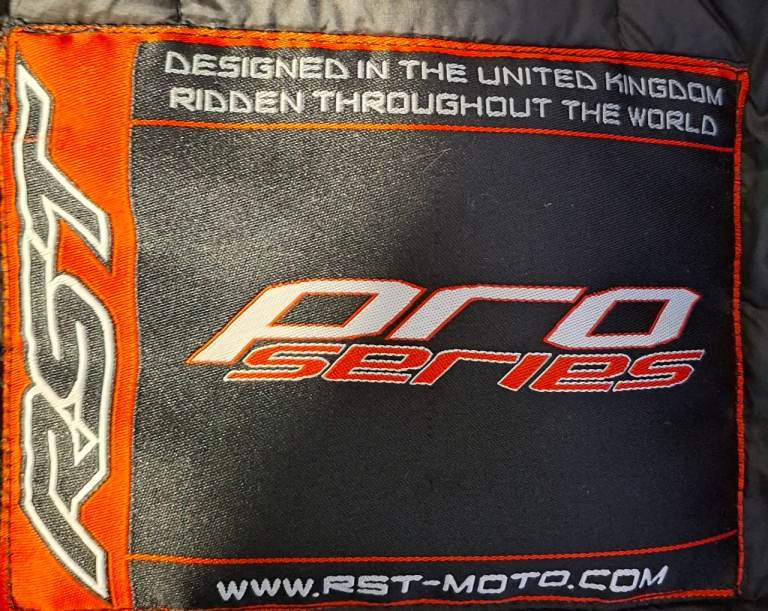 RST
DESIGNED IN THE UNITED KINGDOM
RIDDEN THROUGHOUT THE WORLD
pro
series
WWW.RST-MOTO.COM